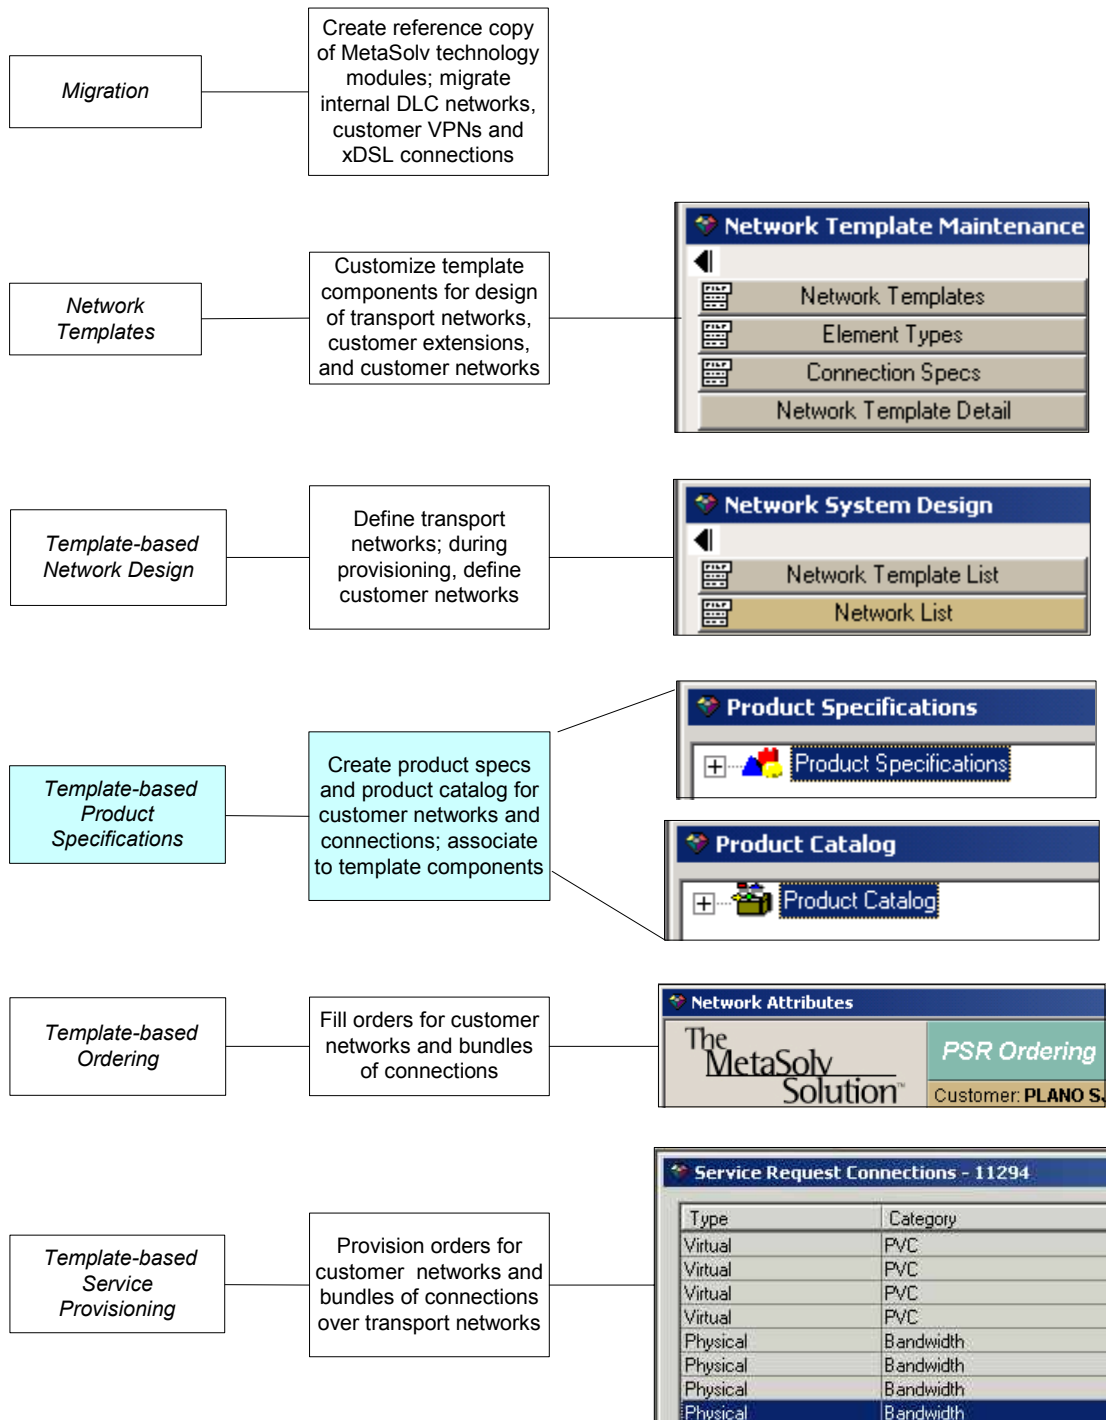 Migration
Create reference copy
of MetaSolv technology
modules; migrate
internal DLC networks,
customer VPNs and
xDSL connections
Network
Templates
Customize template
components for design
of transport networks,
customer extensions,
and customer networks
Network Template Maintenance
Network Templates
Element Types
Connection Specs
Network Template Detail
Template-based
Network Design
Define transport
networks; during
provisioning, define
customer networks
Network System Design
Network Template List
Network List
Template-based
Product
Specifications
Create product specs
and product catalog for
customer networks and
connections; associate
to template components
Product Specifications
Product Specifications
Product Catalog
Product Catalog
Template-based
Ordering
Fill orders for customer
networks and bundles
of connections
Network Attributes
The
MetaSolv
Solution™
PSR Ordering
Customer: PLANO S
Template-based
Service
Provisioning
Provision orders for
customer networks and
bundles of connections
over transport networks
Service Request Connections - 11294
Type Category
Virtual PVC
Virtual PVC
Virtual PVC
Virtual PVC
Physical Bandwidth
Physical Bandwidth
Physical Bandwidth
Physical Bandwidth